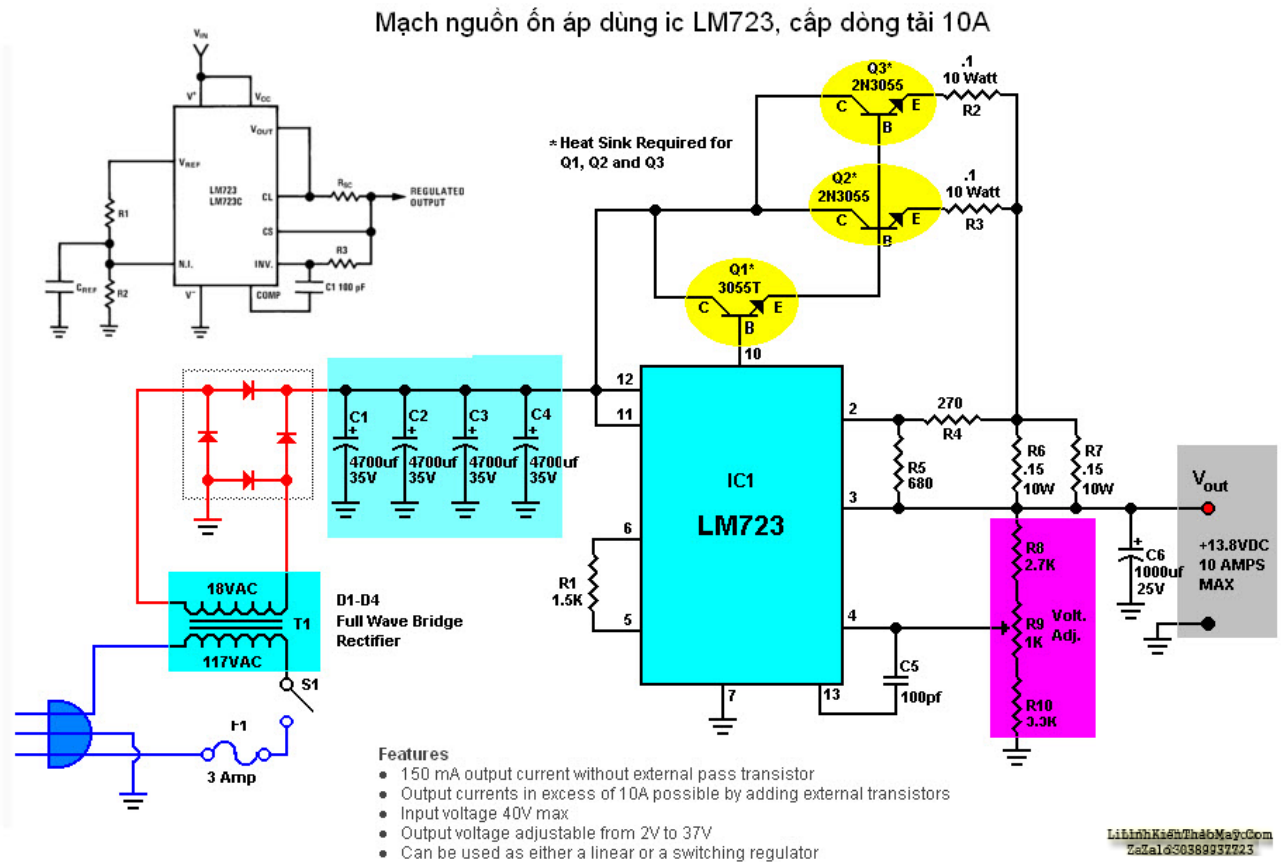 Mạch nguồn ổn áp dùng ic LM723, cấp dòng tải 10A
VIN
V+
VCC
VOUT
VREF
LM723
LM723C
CL
RSC
REGULATED
OUTPUT
R1
CS
R3
N.I.
INV.
CREF
R2
V−
COMP
C1 100 pF
* Heat Sink Required for
Q1, Q2 and Q3
Q3*
2N3055
C
B
E
.1
10 Watt
R2
Q2*
2N3055
C
B
E
.1
10 Watt
R3
Q1*
3055T
C
B
E
10
12
11
2
3
6
5
4
7
13
IC1
LM723
C1
+
4700uf
35V
C2
+
4700uf
35V
C3
+
4700uf
35V
C4
+
4700uf
35V
R1
1.5K
270
R4
R5
680
R6
.15
10W
R7
.15
10W
R8
2.7K
R9
1K
Volt.
Adj.
R10
3.3K
C5
100pf
+
C6
1000uf
25V
Vout
+13.8VDC
10 AMPS
MAX
18VAC
T1
117VAC
D1-D4
Full Wave Bridge
Rectifier
S1
F1
3 Amp
Features
● 150 mA output current without external pass transistor
● Output currents in excess of 10A possible by adding external transistors
● Input voltage 40V max
● Output voltage adjustable from 2V to 37V
● Can be used as either a linear or a switching regulator